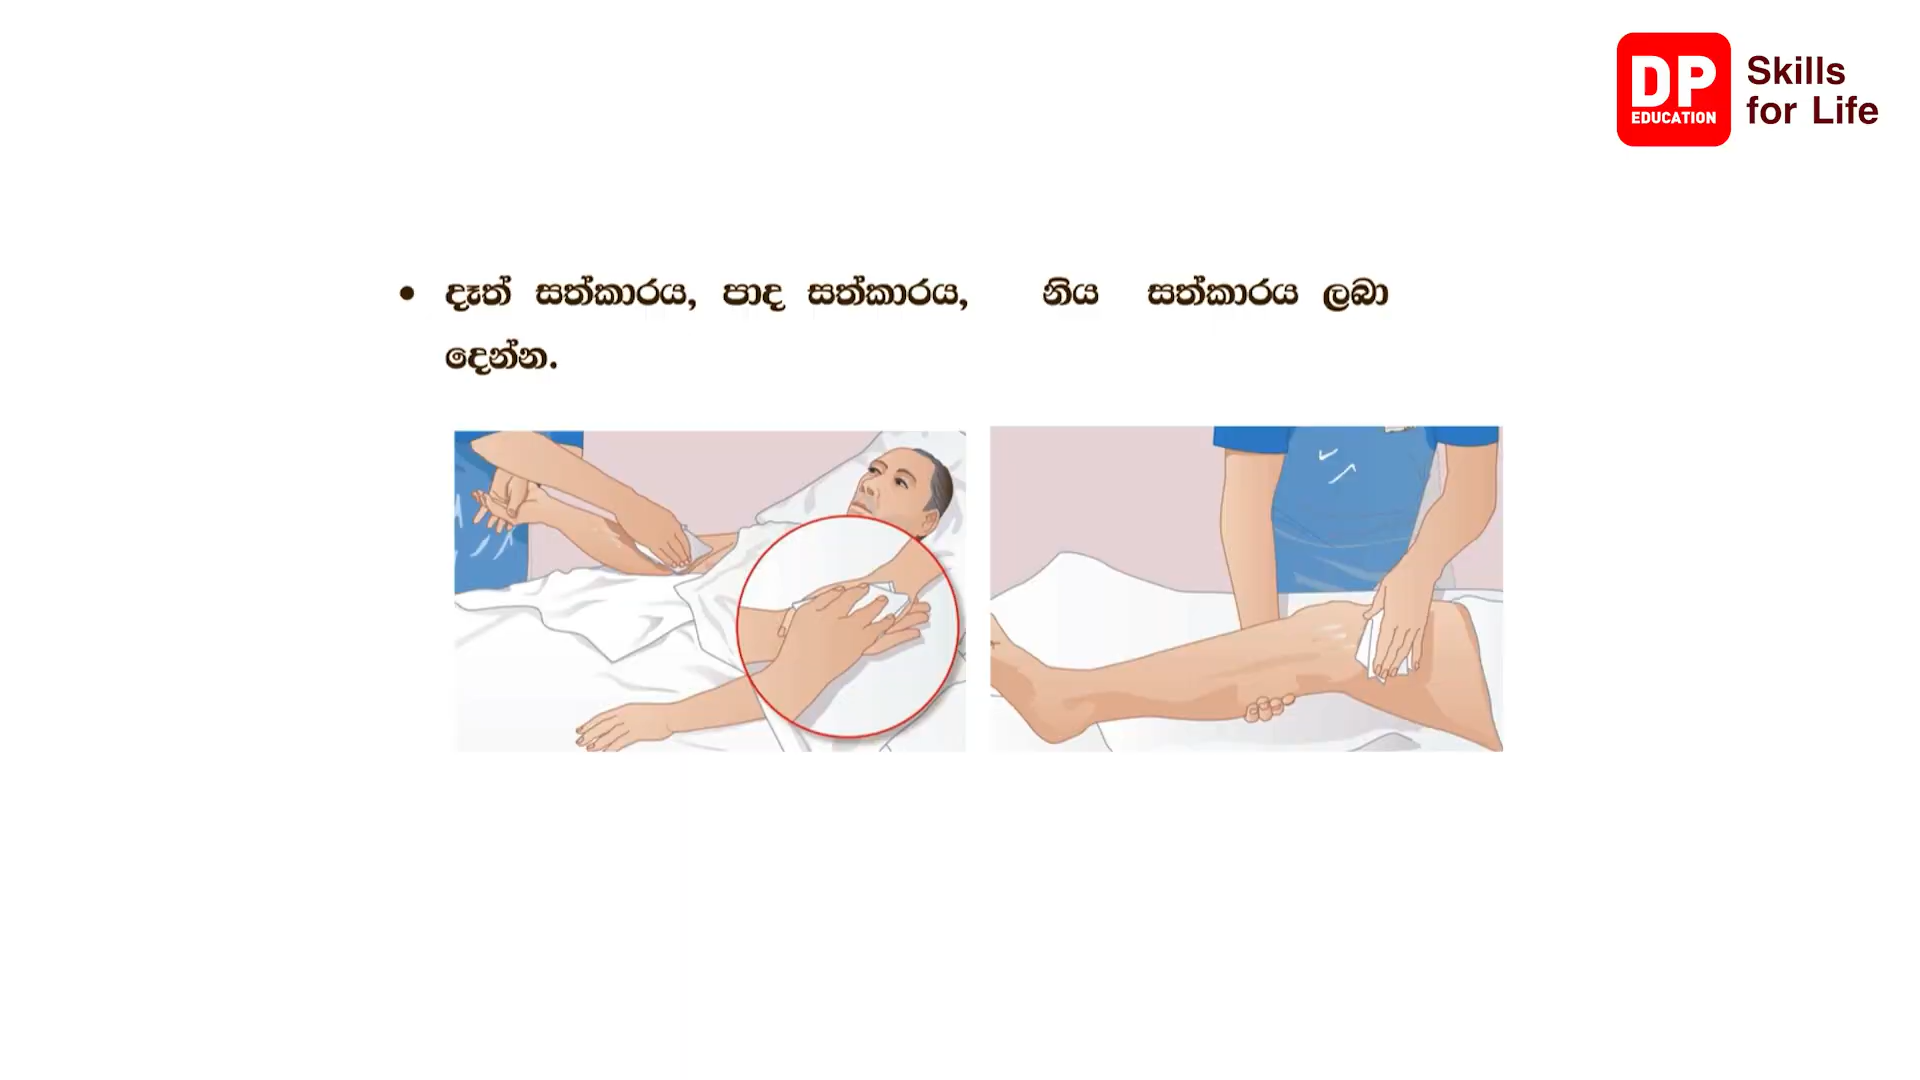 DP
EDUCATION
Skills
for Life
• දෑත් සත්කාරය, පාද සත්කාරය, නිය සත්කාරය ලබා
දෙන්න.